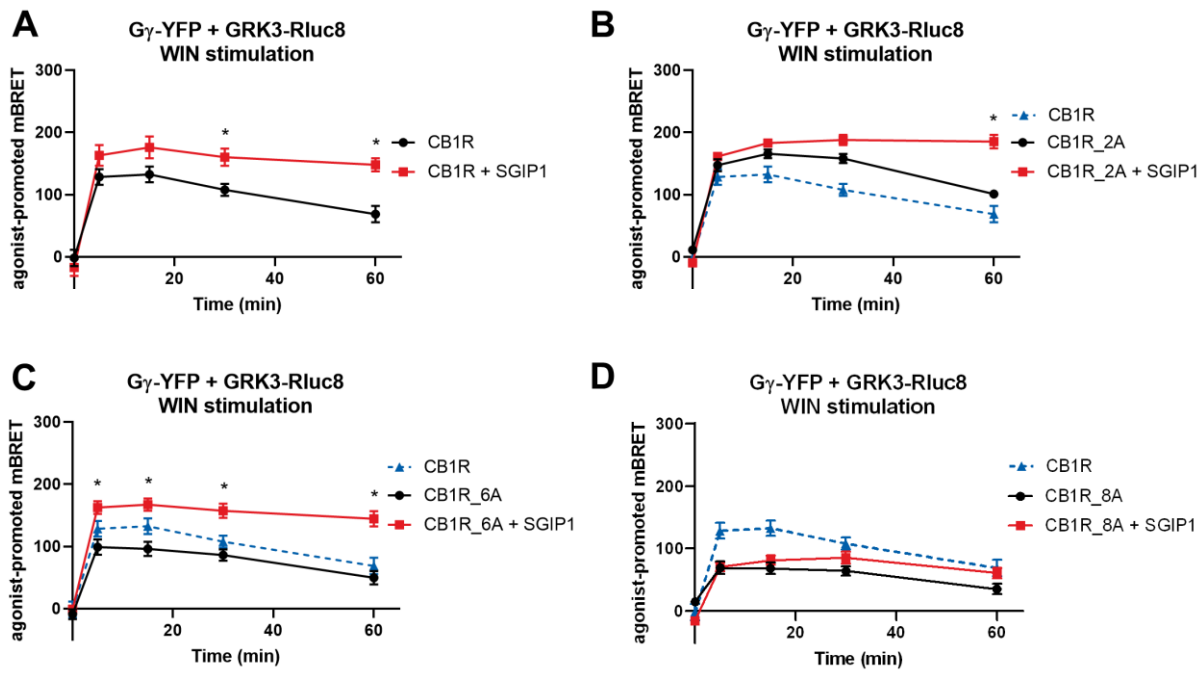 A
Gγ-YFP + GRK3-Rluc8
WIN stimulation
agonist-promoted mBRET
300
200
100
0
20
40
60
Time (min)
*
*
CB1R
CB1R + SGIP1
B
Gγ-YFP + GRK3-Rluc8
WIN stimulation
agonist-promoted mBRET
300
200
100
0
20
40
60
Time (min)
*
CB1R
CB1R_2A
CB1R_2A + SGIP1
C
Gγ-YFP + GRK3-Rluc8
WIN stimulation
agonist-promoted mBRET
300
200
100
0
20
40
60
Time (min)
*
*
*
*
CB1R
CB1R_6A
CB1R_6A + SGIP1
D
Gγ-YFP + GRK3-Rluc8
WIN stimulation
agonist-promoted mBRET
300
200
100
0
20
40
60
Time (min)
CB1R
CB1R_8A
CB1R_8A + SGIP1